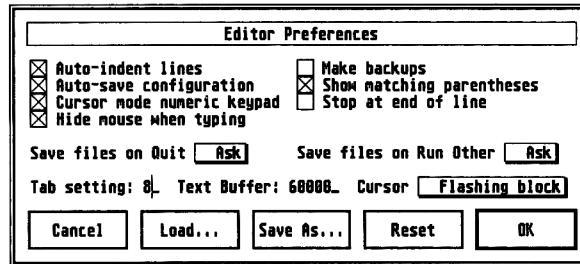 Editor Preferences
Auto-indent lines Make backups
Auto-save configuration Show matching parentheses
Cursor mode numeric keypad Stop at end of line
Hide mouse when typing
Save files on Quit Ask Save files on Run Other Ask
Tab setting: 8_ Text Buffer: 60000_ Cursor Flashing block
Cancel Load... Save As... Reset OK